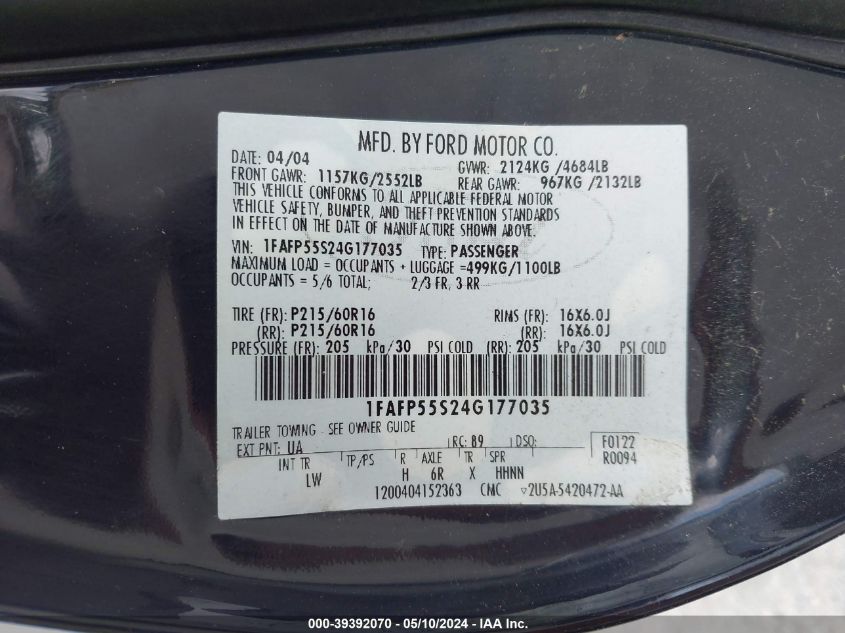 MFD. BY FORD MOTOR CO.
DATE: 04/04 GVWR: 2124KG /4684LB
FRONT GAWR: 1157KG/2552LB REAR GAWR: 967KG /2132LB
THIS VEHICLE CONFORMS TO ALL APPLICABLE FEDERAL MOTOR
VEHICLE SAFETY, BUMPER, AND THEFT PREVENTION STANDARDS
IN EFFECT ON THE DATE OF MANUFACTURE SHOWN ABOVE.
VIN: 1FAFP55S24G177035 TYPE: PASSENGER
MAXIMUM LOAD = OCCUPANTS + LUGGAGE =499KG/1100LB
OCCUPANTS = 5/6 TOTAL; 2/3 FR, 3 RR
TIRE (FR): P215/60R16 RIMS (FR): 16X6.0J
(RR): P215/60R16 (RR): 16X6.0J
PRESSURE (FR): 205 kPa/30 PSI COLD (RR): 205 kPa/30 PSI COLD
1FAFP55S24G177035
TRAILER TOWING - SEE OWNER GUIDE
EXT PNT: UA RC: 89 DSO: F0122
INT TR TP/PS R AXLE TR SPR R0094
LW H 6R X HHNN
1200404152363 CMC ▽2U5A-5420472-AA
000-39392070 - 05/10/2024 - © IAA Holdings, LLC